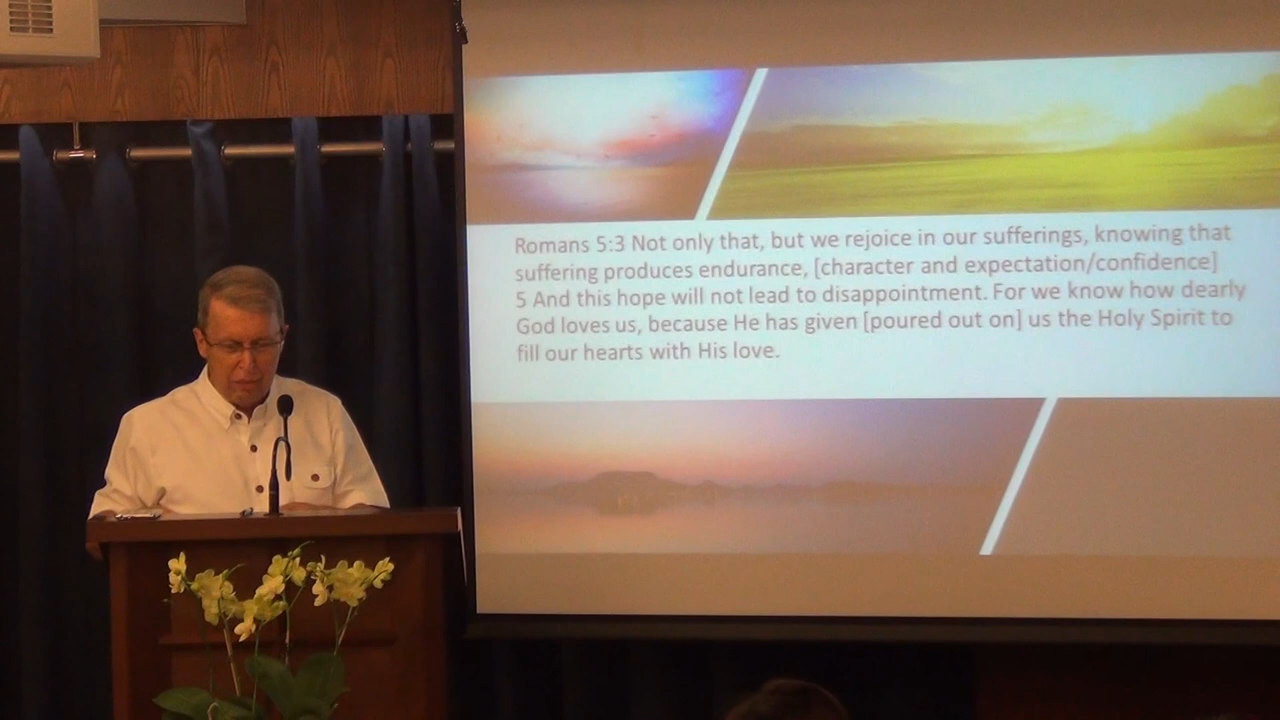 Romans 5:3 Not only that, but we rejoice in our sufferings, knowing that
suffering produces endurance, [character and expectation/confidence]
5 And this hope will not lead to disappointment. For we know how dearly
God loves us, because He has given [poured out on] us the Holy Spirit to
fill our hearts with His love.